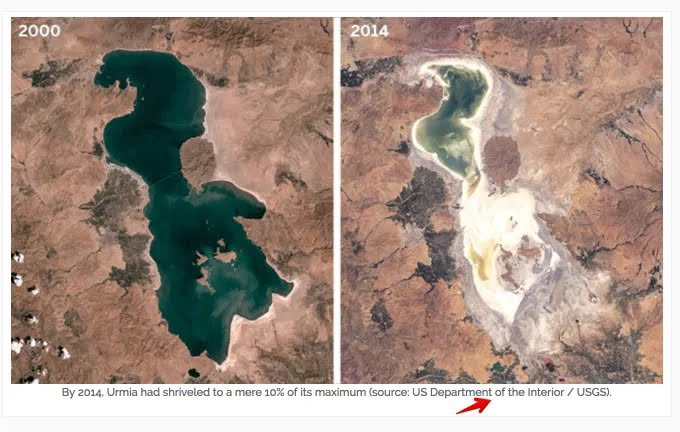 2000
2014
By 2014, Urmia had shriveled to a mere 10% of its maximum (source: US Department of the Interior / USGS).